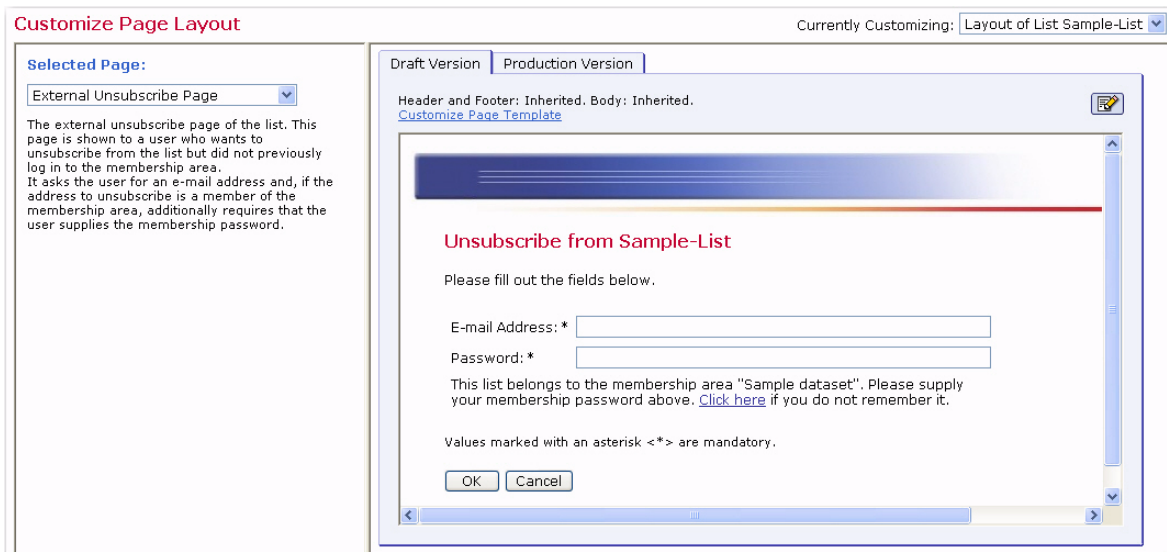 Customize Page Layout
Currently Customizing: Layout of List Sample-List
Selected Page:
External Unsubscribe Page
The external unsubscribe page of the list. This
page is shown to a user who wants to
unsubscribe from the list but did not previously
log in to the membership area.
It asks the user for an e-mail address and, if the
address to unsubscribe is a member of the
membership area, additionally requires that the
user supplies the membership password.
Draft Version
Production Version
Header and Footer: Inherited. Body: Inherited.
Customize Page Template
Unsubscribe from Sample-List
Please fill out the fields below.
E-mail Address: *
Password: *
This list belongs to the membership area "Sample dataset". Please supply
your membership password above. Click here if you do not remember it.
Values marked with an asterisk <*> are mandatory.
OK Cancel